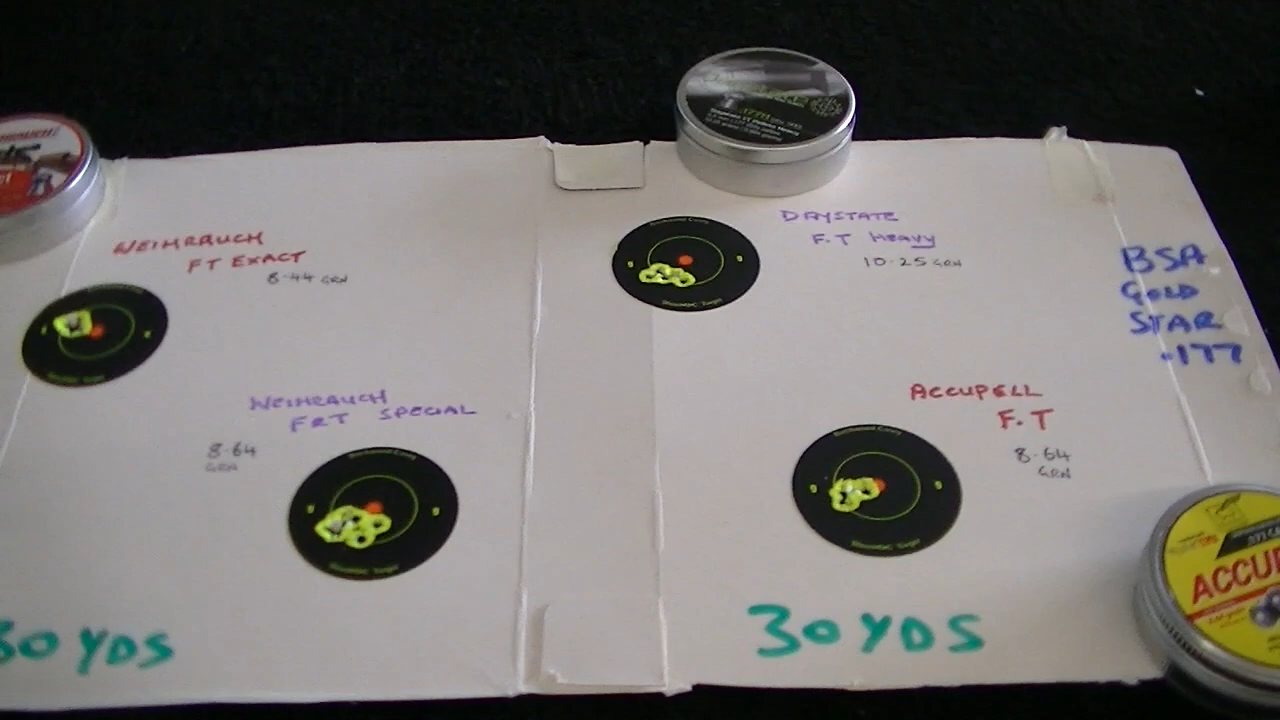 WEIHRAUCH
FT EXACT
8.44 GRN
WEIHRAUCH
FRT SPECIAL
8.64
GRN
30 YDS
DAYSTATE
F.T HEAVY
10.25 GRN
BSA
GOLD
STAR
.177
ACCUPELL
F.T
8.64
GRN
30 YDS
ACCUP